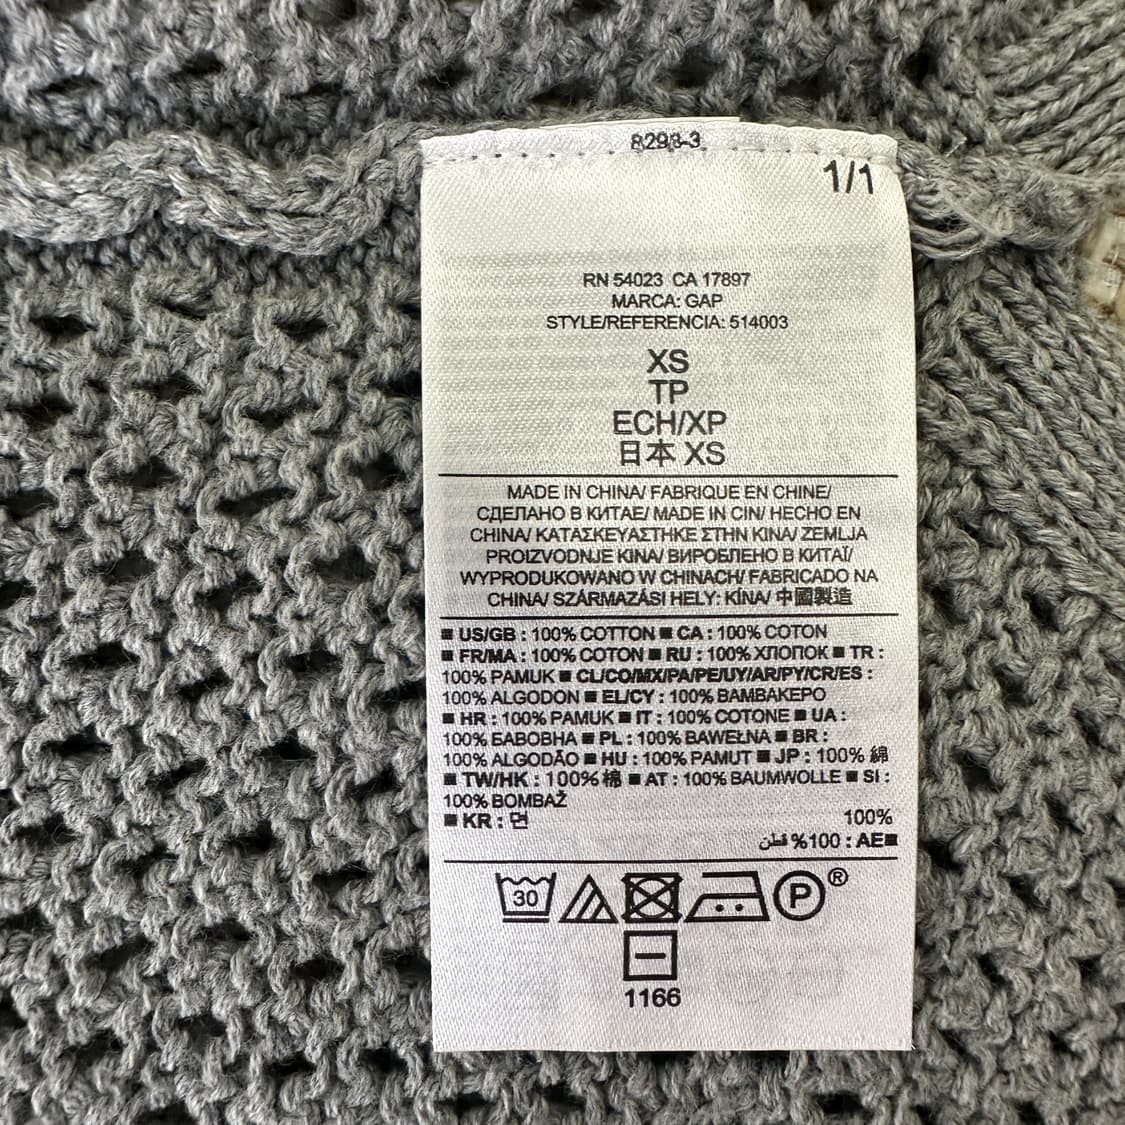 8298-3
1/1
RN 54023 CA 17897
MARCA: GAP
STYLE/REFERENCIA: 514003
XS
TP
ECH/XP
日本 XS
MADE IN CHINA/ FABRIQUE EN CHINE/
СДЕЛАНО В КИТАЕ/ MADE IN CIN/ HECHO EN
CHINA/ ΚΑΤΑΣΚΕΥΑΣΤΗΚΕ ΣΤΗΝ ΚΙΝΑ/ ZEMLJA
PROIZVODNJE KINA/ ВИРОБЛЕНО В КИТАЇ/
WYPRODUKOWANO W CHINACH/ FABRICADO NA
CHINA/ SZÁRMAZÁSI HELY: KÍNA/ 中國製造
■ US/GB : 100% COTTON ■ CA : 100% COTON
■ FR/MA : 100% COTON ■ RU : 100% ХЛОПОК ■ TR :
100% PAMUK ■ CL/CO/MX/PA/PE/UY/AR/PY/CR/ES :
100% ALGODON ■ EL/CY : 100% ΒΑΜΒΑΚΕΡΟ
■ HR : 100% PAMUK ■ IT : 100% COTONE ■ UA :
100% БАВОВНА ■ PL : 100% BAWEŁNA ■ BR :
100% ALGODÃO ■ HU : 100% PAMUT ■ JP : 100% 綿
■ TW/HK : 100% 棉 ■ AT : 100% BAUMWOLLE ■ SI :
100% BOMBAŽ
■ KR : 면 100%
■AE : 100% قطن
30 P ®
1166